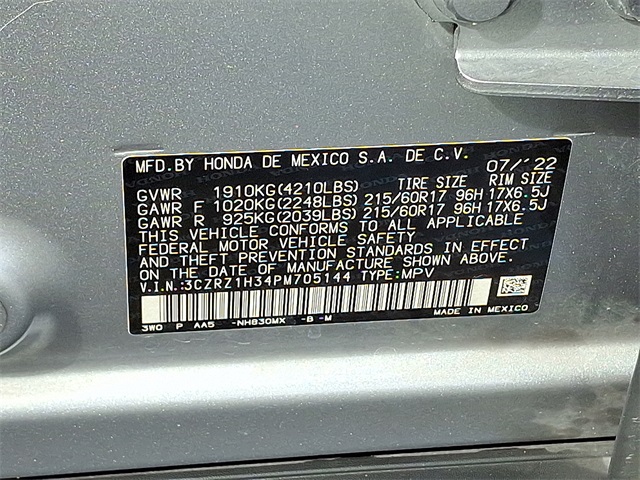 MFD.BY HONDA DE MEXICO S.A. DE C.V. 07/'22
GVWR 1910KG(4210LBS) TIRE SIZE RIM SIZE
GAWR F 1020KG(2248LBS) 215/60R17 96H 17X6.5J
GAWR R 925KG(2039LBS) 215/60R17 96H 17X6.5J
THIS VEHICLE CONFORMS TO ALL APPLICABLE
FEDERAL MOTOR VEHICLE SAFETY
AND THEFT PREVENTION STANDARDS IN EFFECT
ON THE DATE OF MANUFACTURE SHOWN ABOVE.
V.I.N.:3CZRZ1H34PM705144 TYPE:MPV
3W0 P AA5 -NH830MX -B -M MADE IN MEXICO